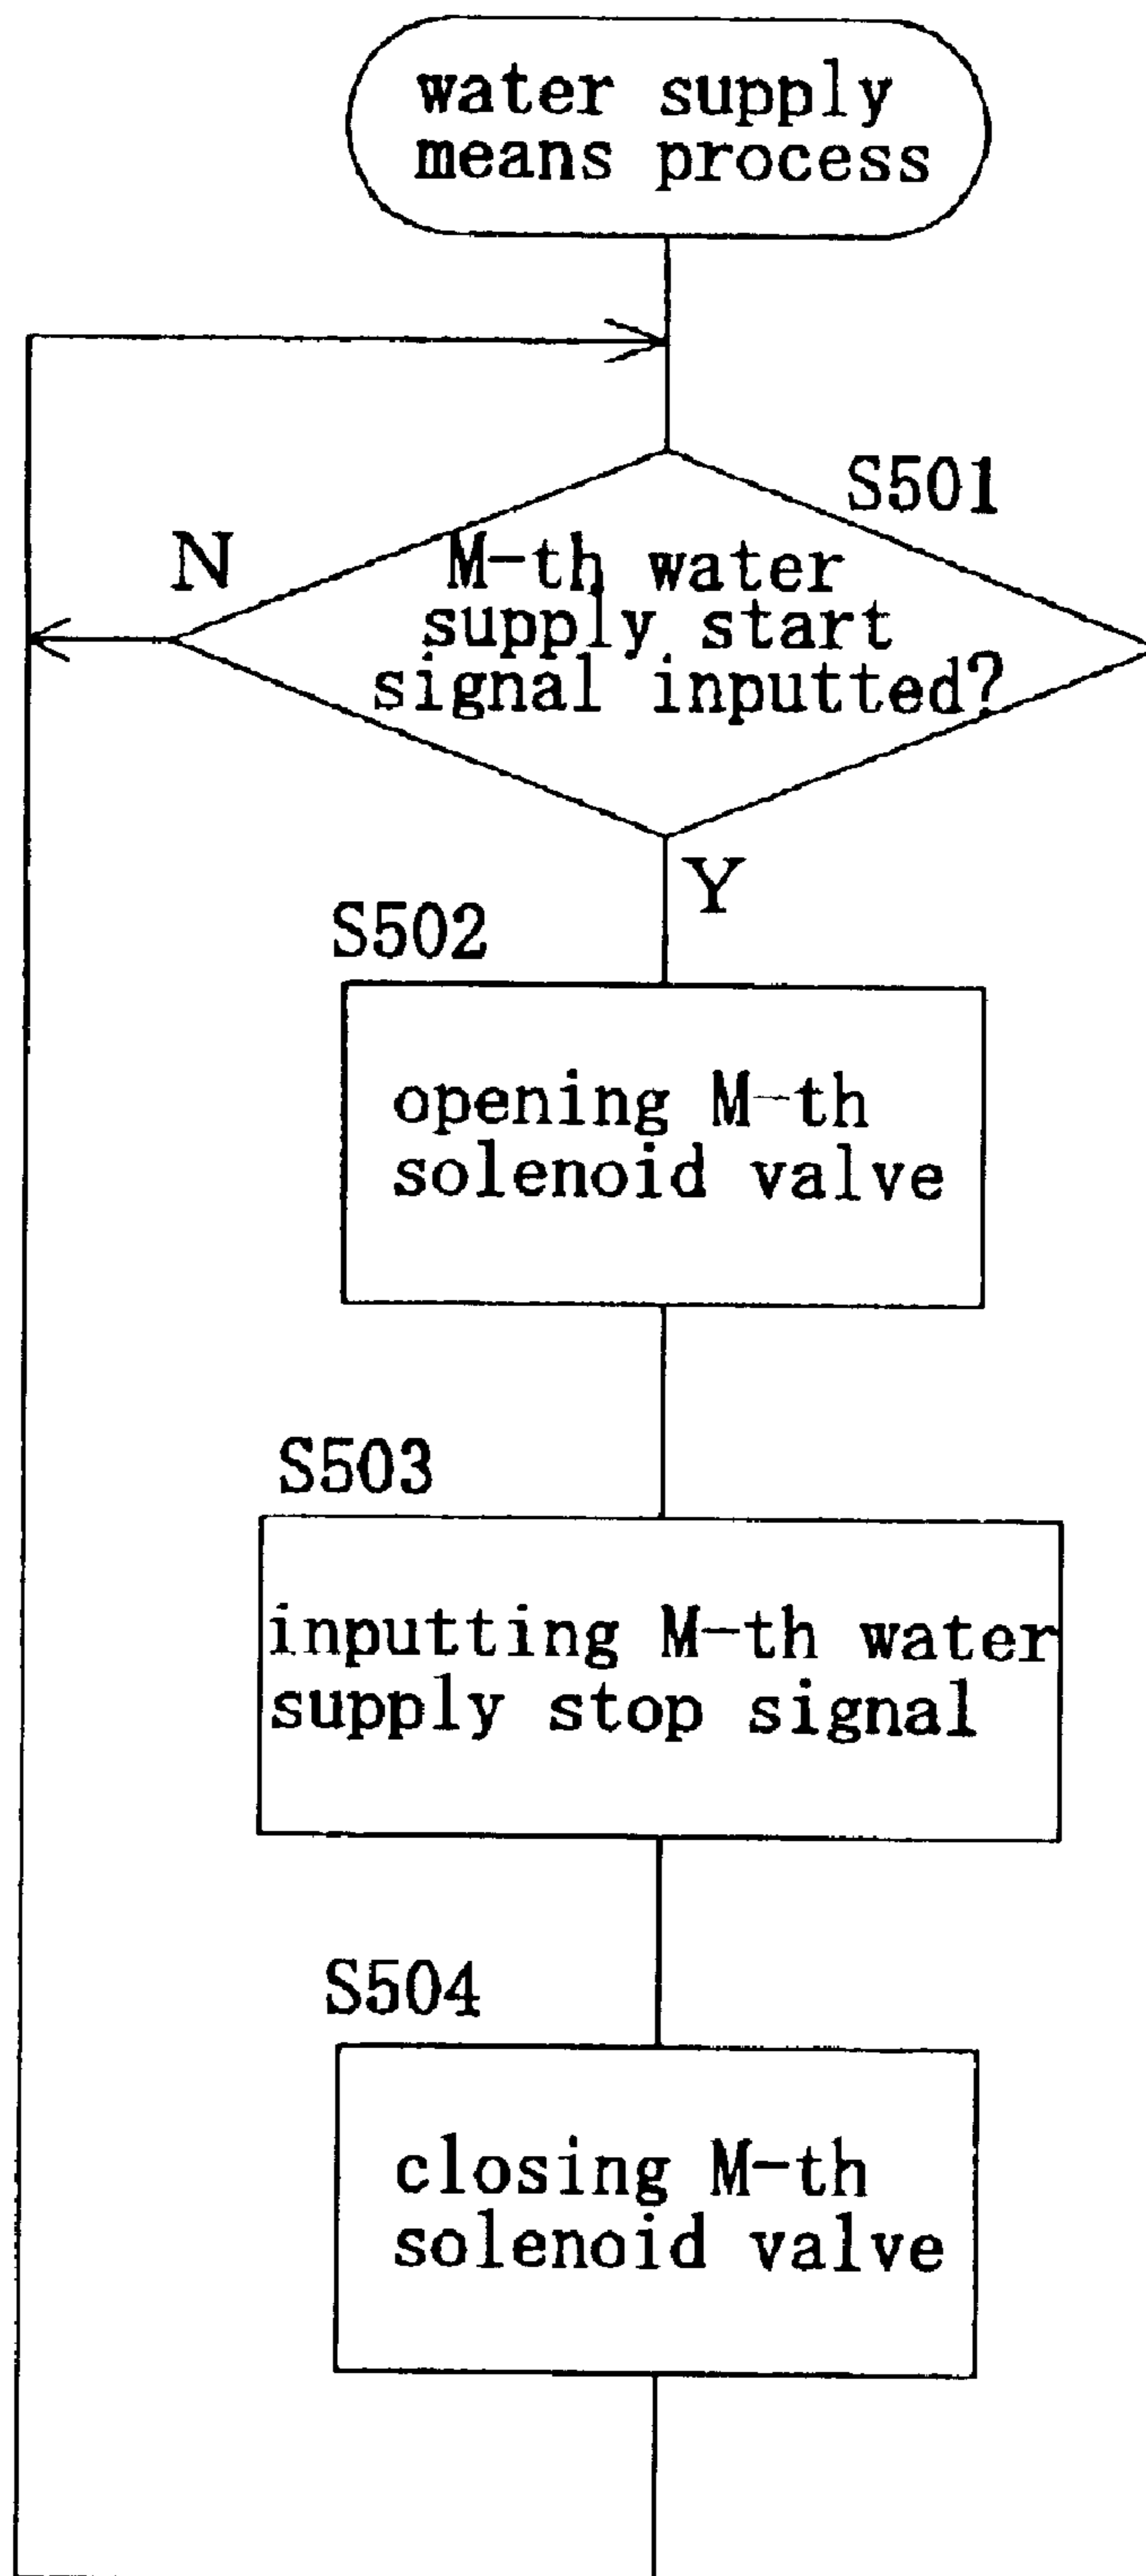 water supply
means process
S501
N
M-th water
supply start
signal inputted?
Y
S502
opening M-th
solenoid valve
S503
inputting M-th water
supply stop signal
S504
closing M-th
solenoid valve